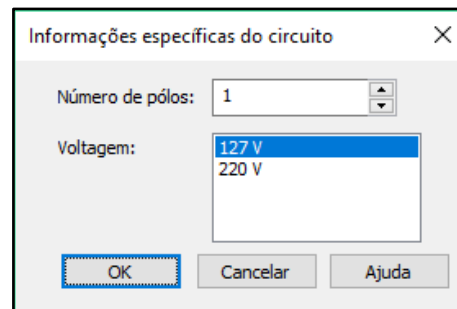 Informações específicas do circuito
Número de pólos: 1
Voltagem: 127 V
220 V
OK Cancelar Ajuda